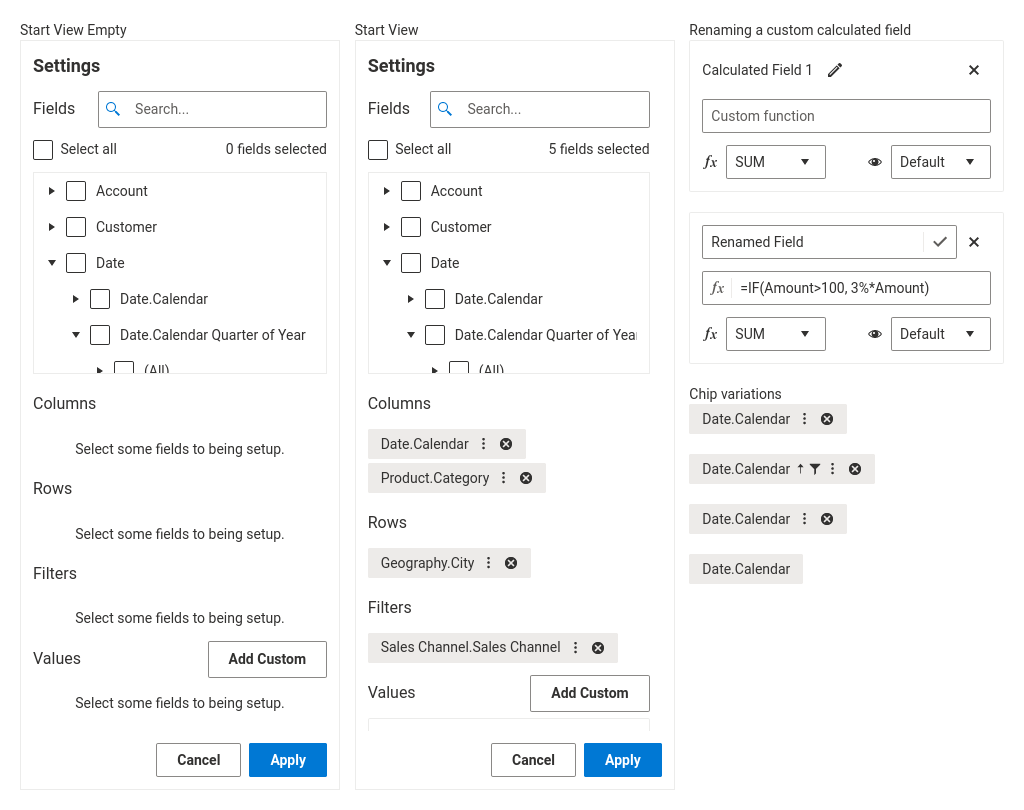 Start View Empty
Settings
Fields
Search...
Select all
0 fields selected
Account
Customer
Date
Date.Calendar
Date.Calendar Quarter of Year
(All)
Columns
Select some fields to being setup.
Rows
Select some fields to being setup.
Filters
Select some fields to being setup.
Values
Add Custom
Select some fields to being setup.
Cancel
Apply
Start View
Settings
Fields
Search...
Select all
5 fields selected
Account
Customer
Date
Date.Calendar
Date.Calendar Quarter of Year
(All)
Columns
Date.Calendar
Product.Category
Rows
Geography.City
Filters
Sales Channel.Sales Channel
Values
Add Custom
Cancel
Apply
Renaming a custom calculated field
Calculated Field 1
Custom function
fx SUM
Default
Renamed Field
fx =IF(Amount>100, 3%*Amount)
fx SUM
Default
Chip variations
Date.Calendar
Date.Calendar
Date.Calendar
Date.Calendar